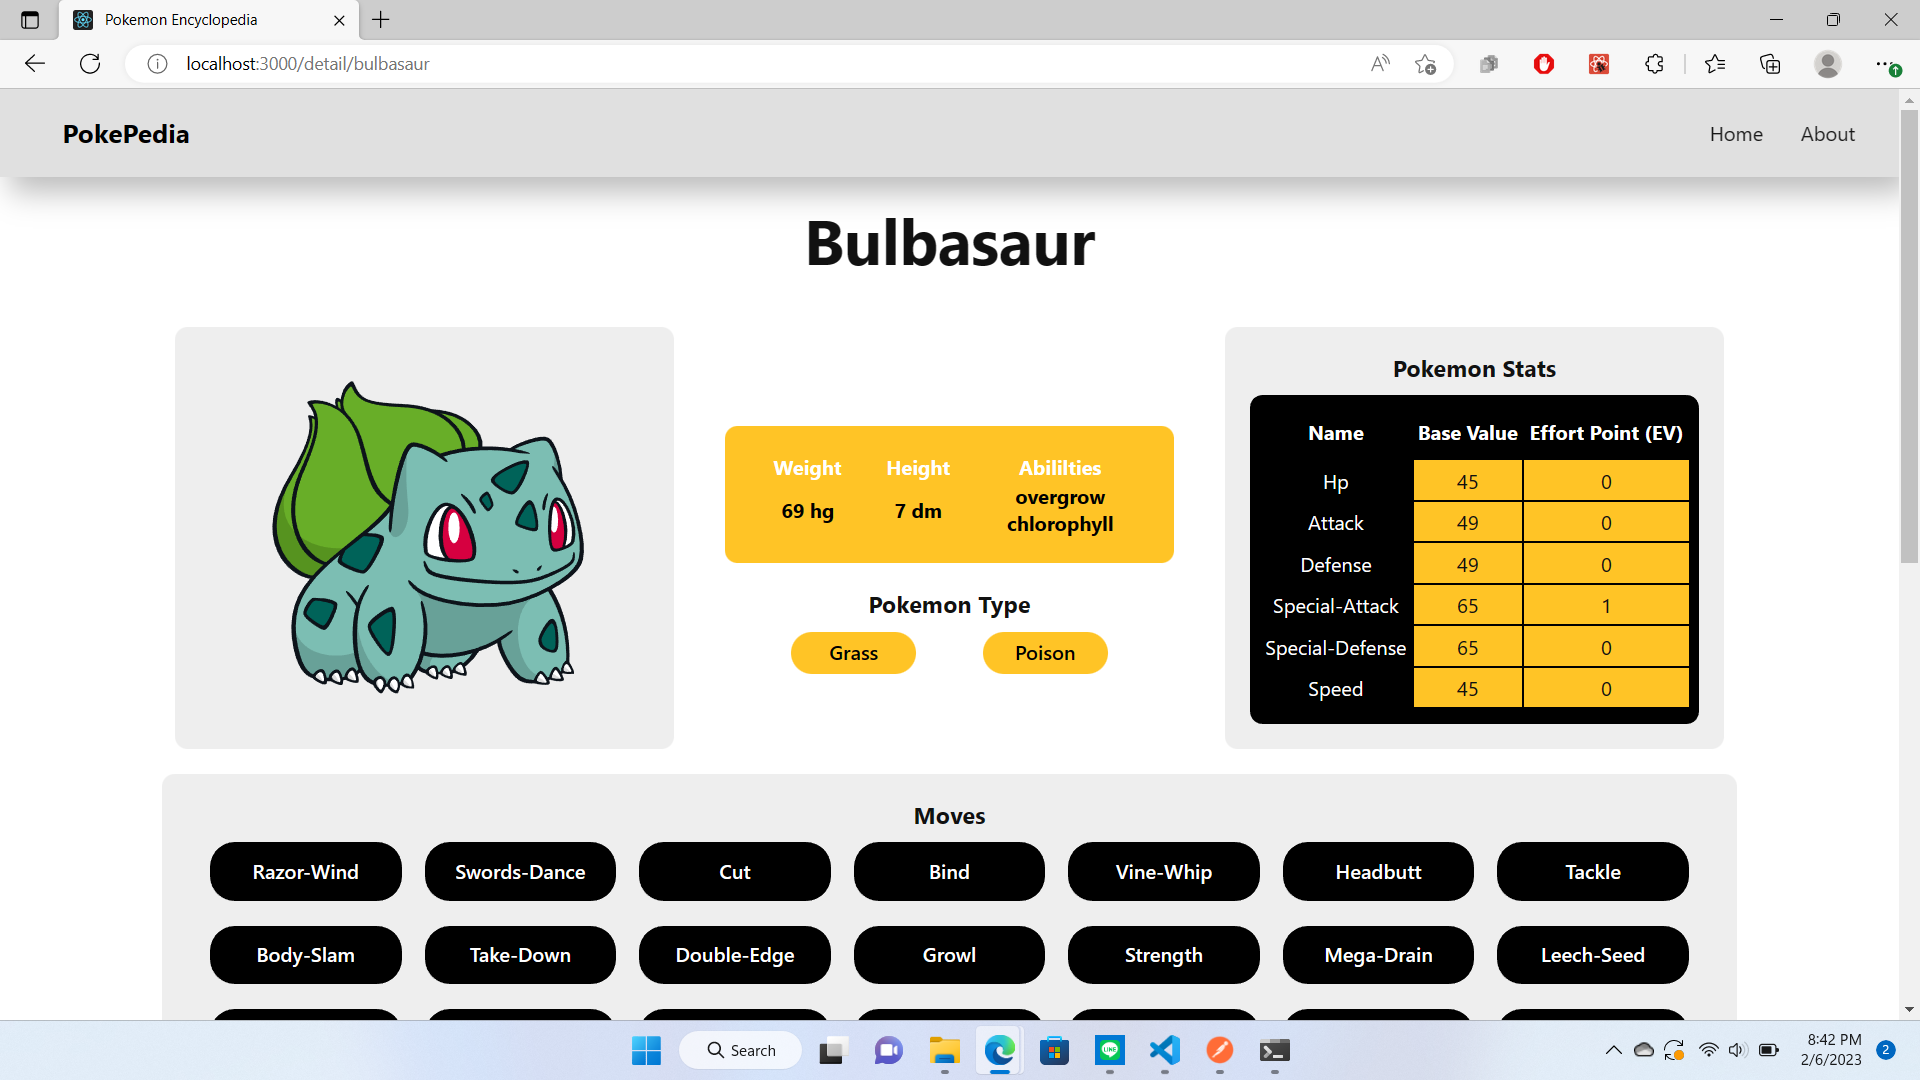 Pokemon Encyclopedia
localhost:3000/detail/bulbasaur
PokePedia
Home About
Bulbasaur
Weight Height Abililties
69 hg 7 dm overgrow
chlorophyll
Pokemon Type
Grass Poison
Pokemon Stats
Name Base Value Effort Point (EV)
Hp 45 0
Attack 49 0
Defense 49 0
Special-Attack 65 1
Special-Defense 65 0
Speed 45 0
Moves
Razor-Wind Swords-Dance Cut Bind Vine-Whip Headbutt Tackle
Body-Slam Take-Down Double-Edge Growl Strength Mega-Drain Leech-Seed
Search
LINE
8:42 PM
2/6/2023
2